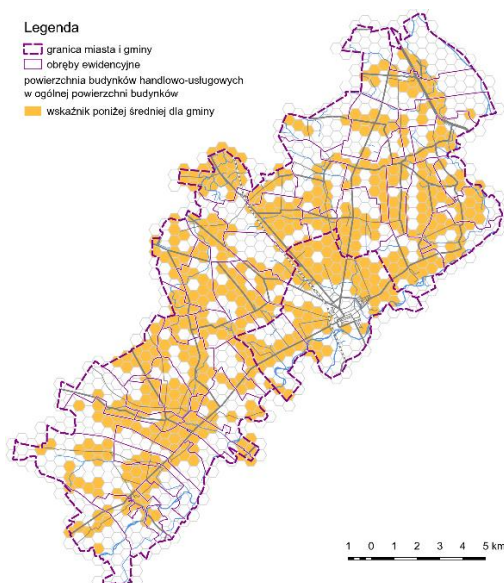 Legenda
granica miasta i gminy
obręby ewidencyjne
powierzchnia budynków handlowo-usługowych
w ogólnej powierzchni budynków
wskaźnik poniżej średniej dla gminy
1 0 1 2 3 4 5 km